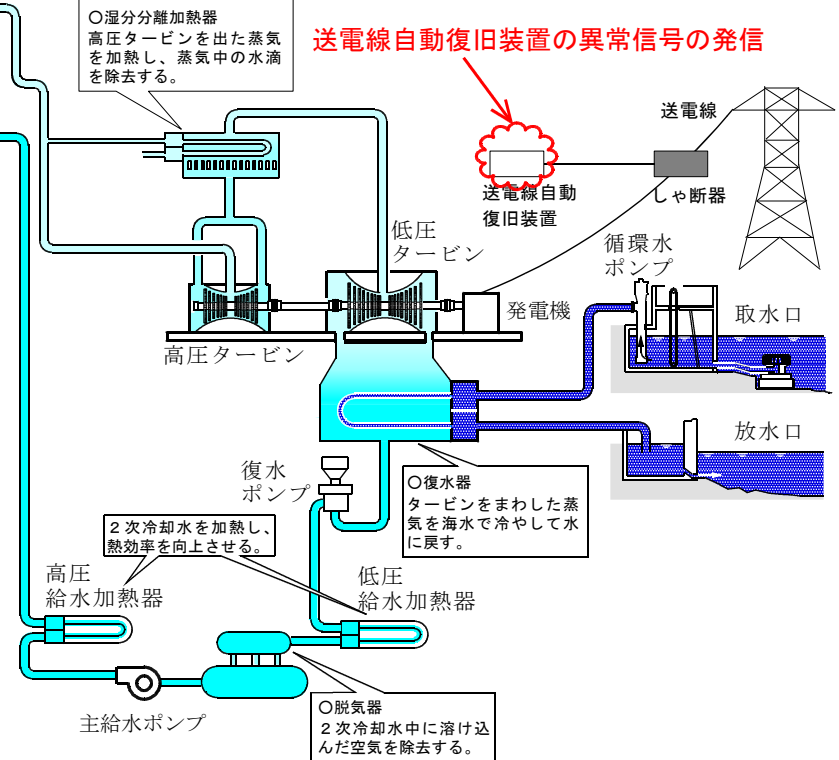 ○湿分分離加熱器
高圧タービンを出た蒸気
を加熱し、蒸気中の水滴
を除去する。
送電線自動復旧装置の異常信号の発信
送電線
送電線自動
復旧装置
しゃ断器
低圧
タービン
循環水
ポンプ
発電機
取水口
高圧タービン
放水口
復水
ポンプ
○復水器
タービンをまわした蒸
気を海水で冷やして水
に戻す。
２次冷却水を加熱し、
熱効率を向上させる。
高圧
給水加熱器
低圧
給水加熱器
主給水ポンプ
○脱気器
２次冷却水中に溶け込
んだ空気を除去する。